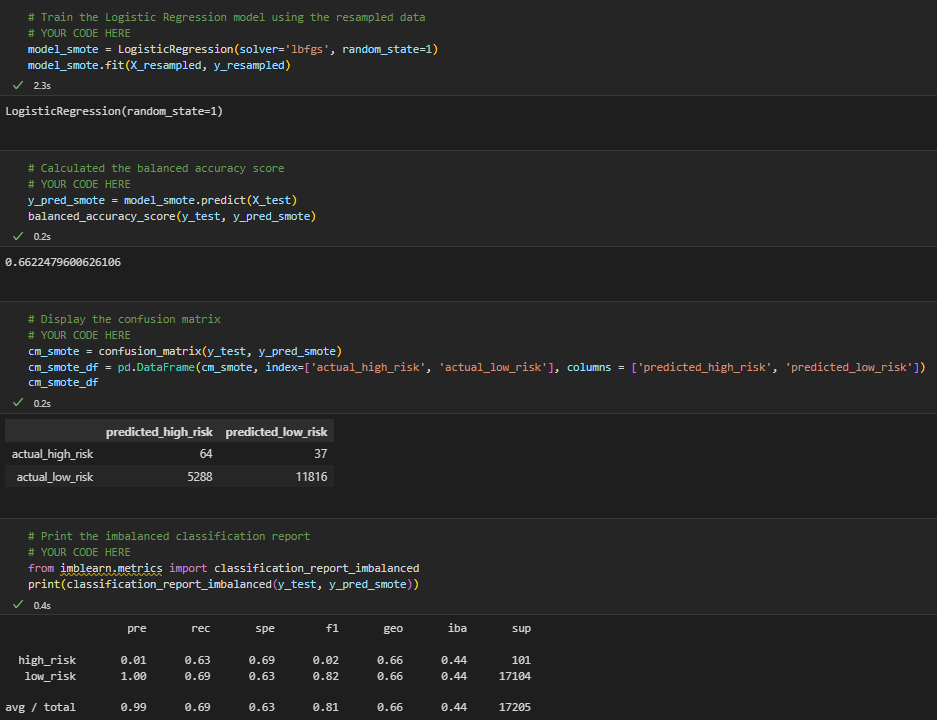 # Train the Logistic Regression model using the resampled data
# YOUR CODE HERE
model_smote = LogisticRegression(solver='lbfgs', random_state=1)
model_smote.fit(X_resampled, y_resampled)
2.3s
LogisticRegression(random_state=1)
# Calculated the balanced accuracy score
# YOUR CODE HERE
y_pred_smote = model_smote.predict(X_test)
balanced_accuracy_score(y_test, y_pred_smote)
0.2s
0.6622479600626106
# Display the confusion matrix
# YOUR CODE HERE
cm_smote = confusion_matrix(y_test, y_pred_smote)
cm_smote_df = pd.DataFrame(cm_smote, index=['actual_high_risk', 'actual_low_risk'], columns = ['predicted_high_risk', 'predicted_low_risk'])
cm_smote_df
0.2s
predicted_high_risk predicted_low_risk
actual_high_risk 64 37
actual_low_risk 5288 11816
# Print the imbalanced classification report
# YOUR CODE HERE
from imblearn.metrics import classification_report_imbalanced
print(classification_report_imbalanced(y_test, y_pred_smote))
0.4s
pre rec spe f1 geo iba sup
high_risk 0.01 0.63 0.69 0.02 0.66 0.44 101
low_risk 1.00 0.69 0.63 0.82 0.66 0.44 17104
avg / total 0.99 0.69 0.63 0.81 0.66 0.44 17205